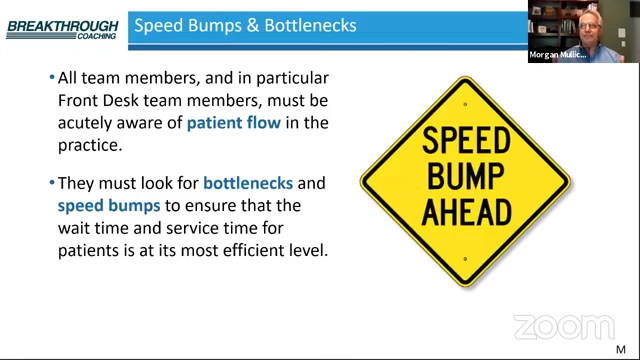 BREAKTHROUGH
COACHING
Speed Bumps & Bottlenecks
Morgan Mullic...
•All team members, and in particular
Front Desk team members, must be
acutely aware of patient flow in the
practice.
•They must look for bottlenecks and
speed bumps to ensure that the
wait time and service time for
patients is at its most efficient level.
SPEED
BUMP
AHEAD
zoom
M